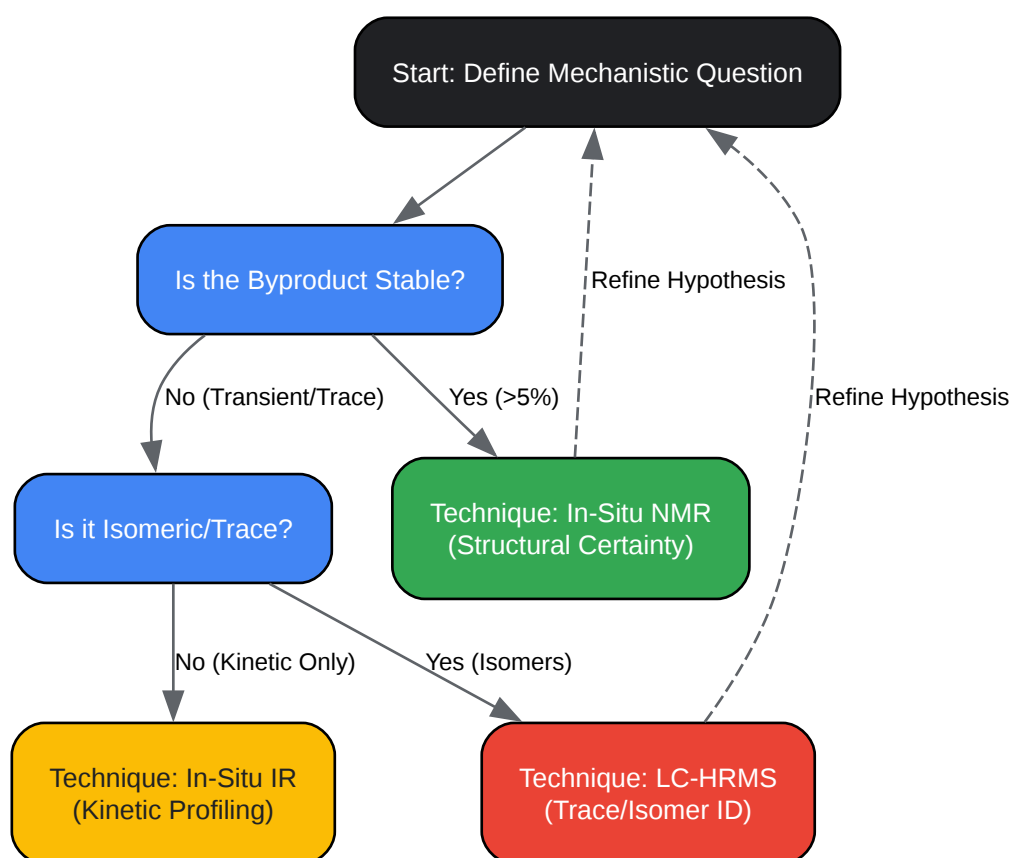 Start: Define Mechanistic Question
Is the Byproduct Stable?
Refine Hypothesis
No (Transient/Trace)
Yes (>5%)
Refine Hypothesis
Is it Isomeric/Trace?
Technique: In-Situ NMR
(Structural Certainty)
No (Kinetic Only)
Yes (Isomers)
Technique: In-Situ IR
(Kinetic Profiling)
Technique: LC-HRMS
(Trace/Isomer ID)